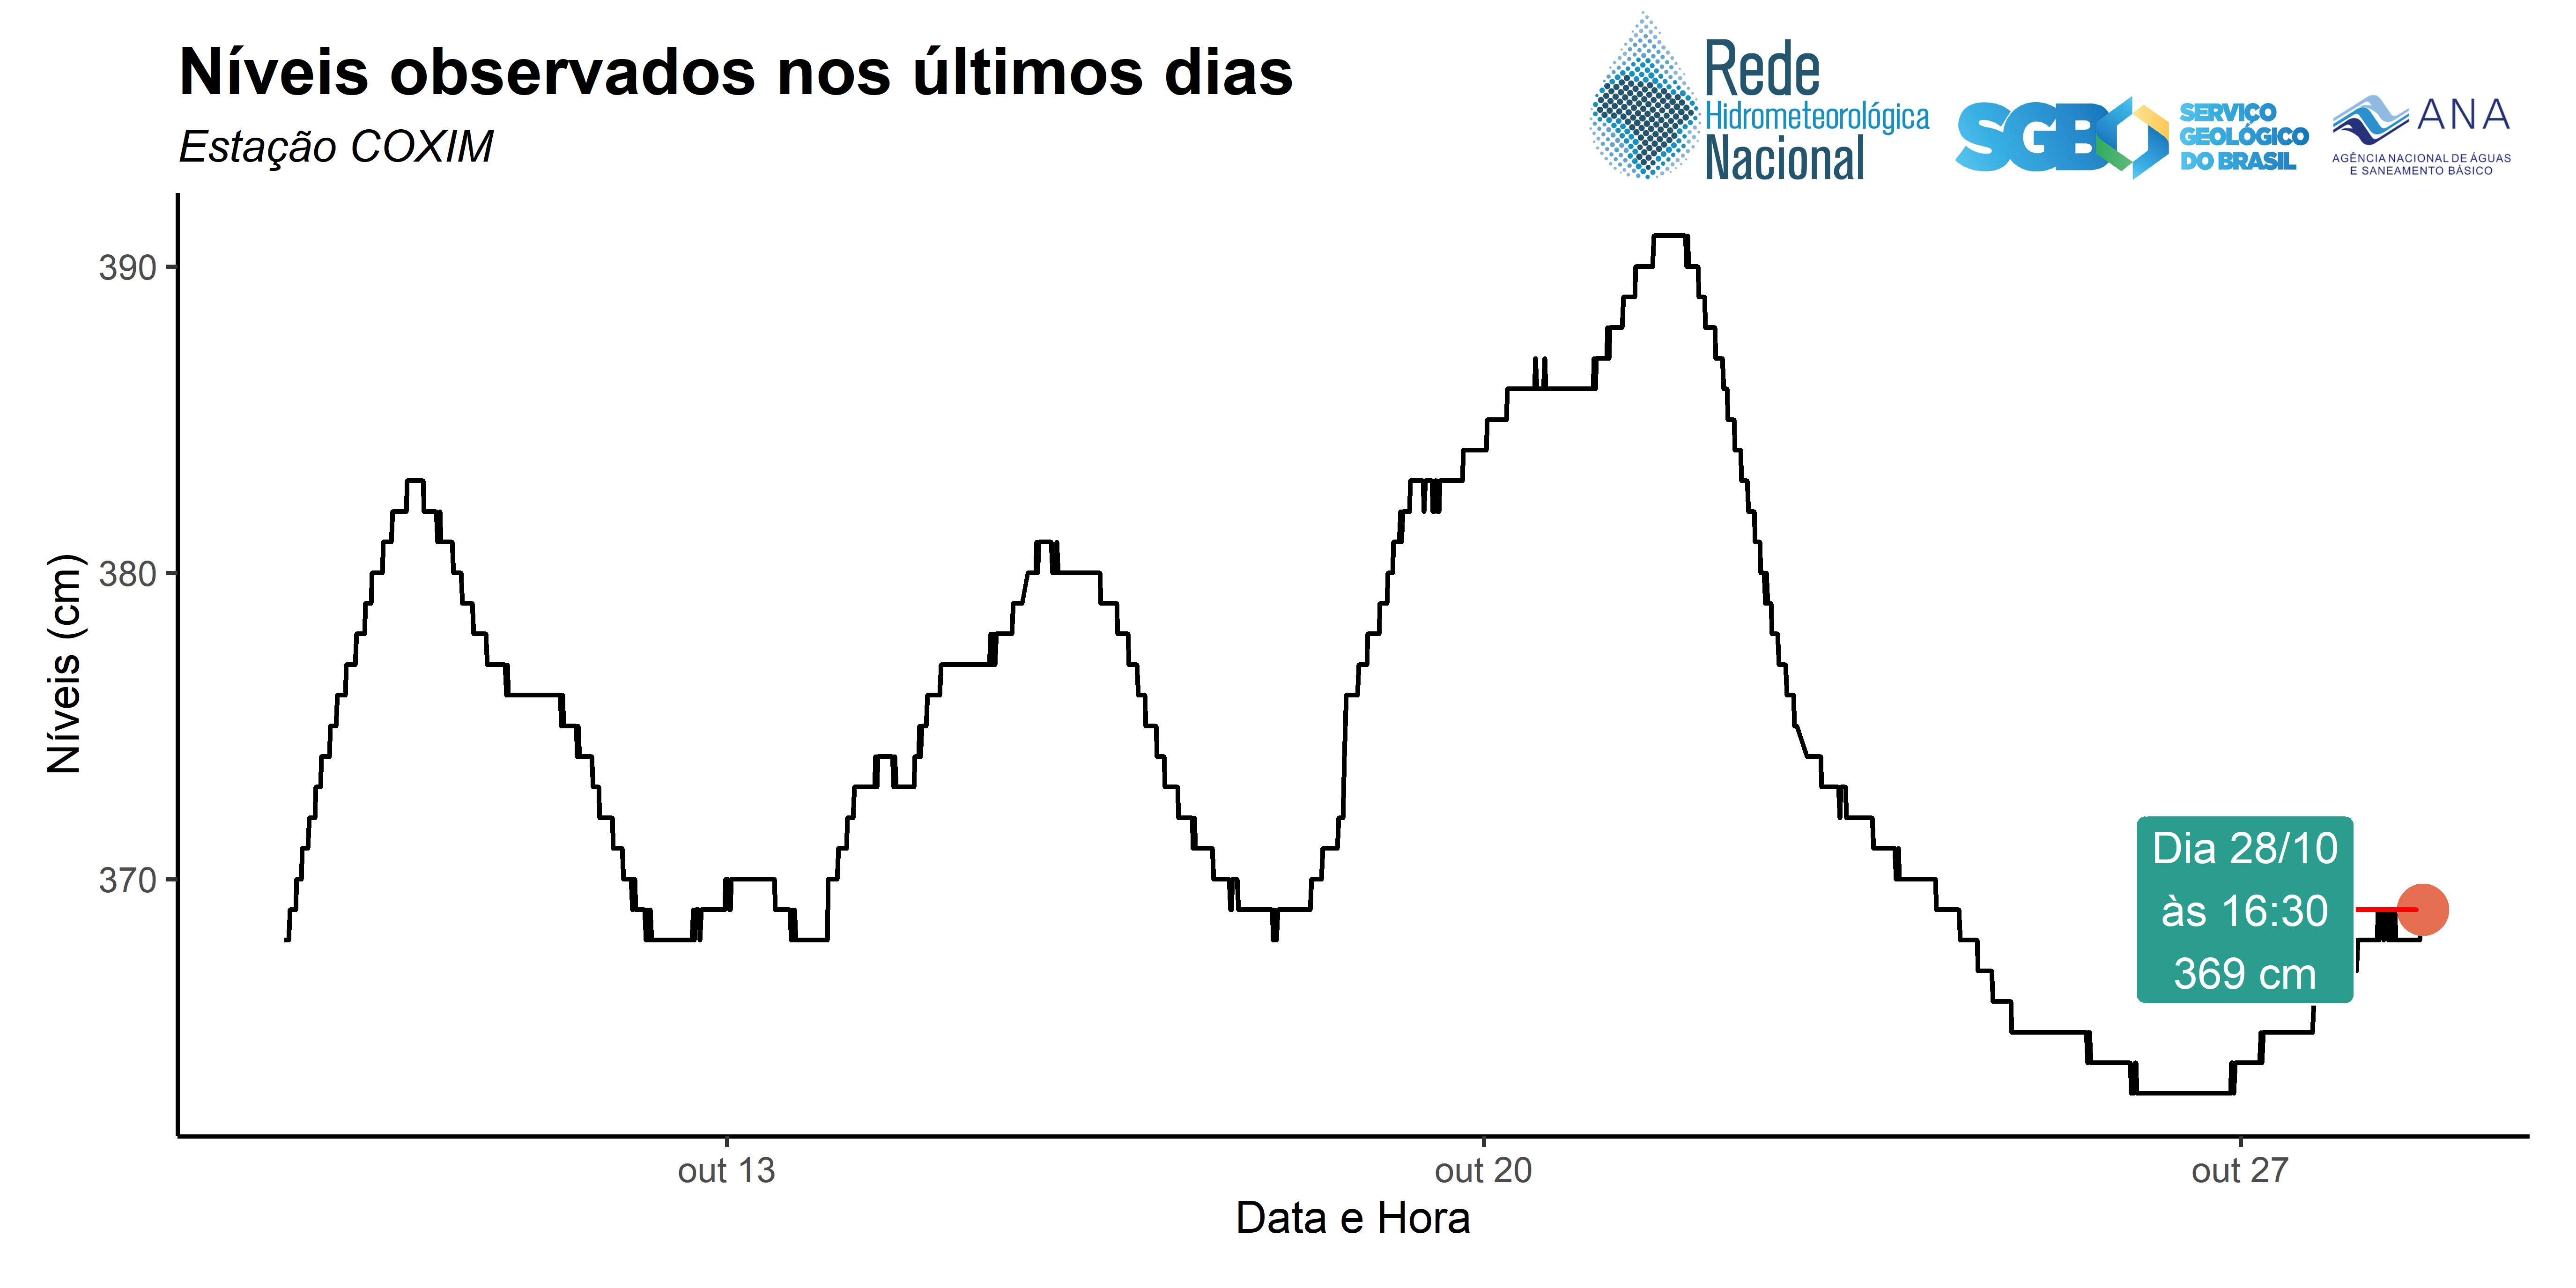 Níveis observados nos últimos dias
Estação COXIM
Rede
Hidrometeorológica
Nacional
SGB
SERVIÇO
GEOLÓGICO
DO BRASIL
ANA
AGÊNCIA NACIONAL DE ÁGUAS
E SANEAMENTO BÁSICO
Níveis (cm)
390
380
370
Dia 28/10
às 16:30
369 cm
out 13
out 20
out 27
Data e Hora